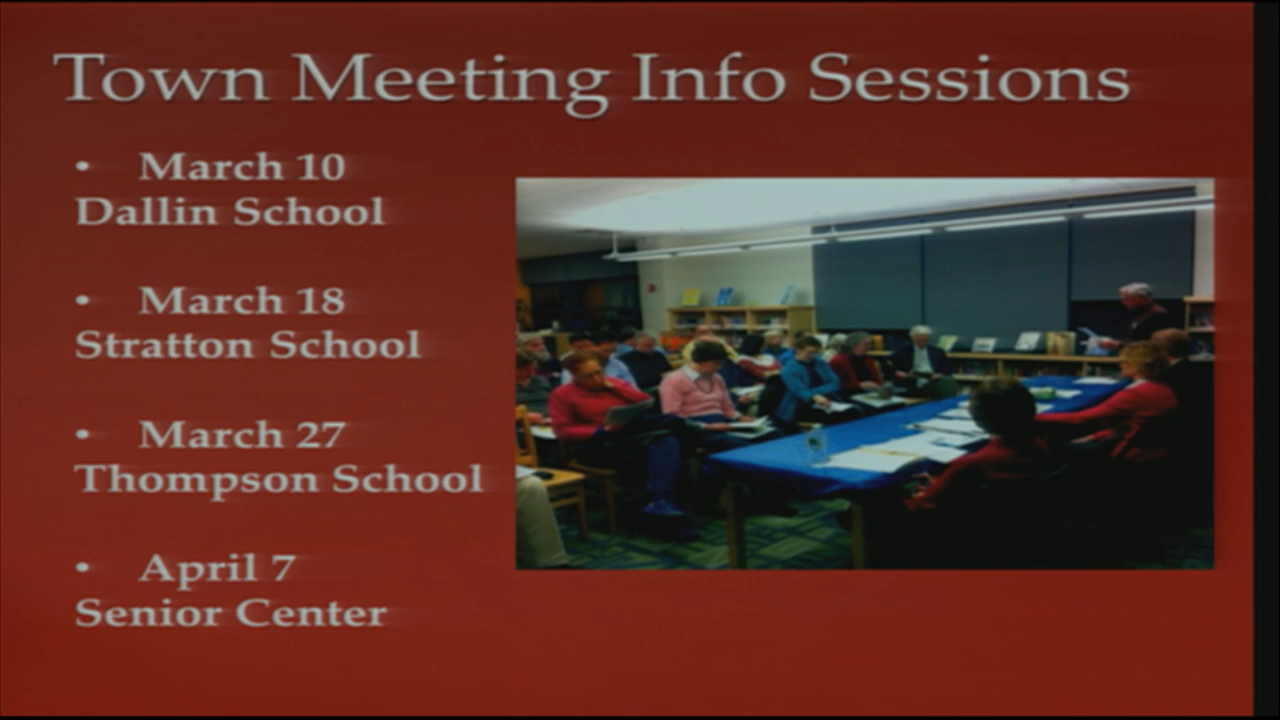 Town Meeting Info Sessions
• March 10
Dallin School
• March 18
Stratton School
• March 27
Thompson School
• April 7
Senior Center